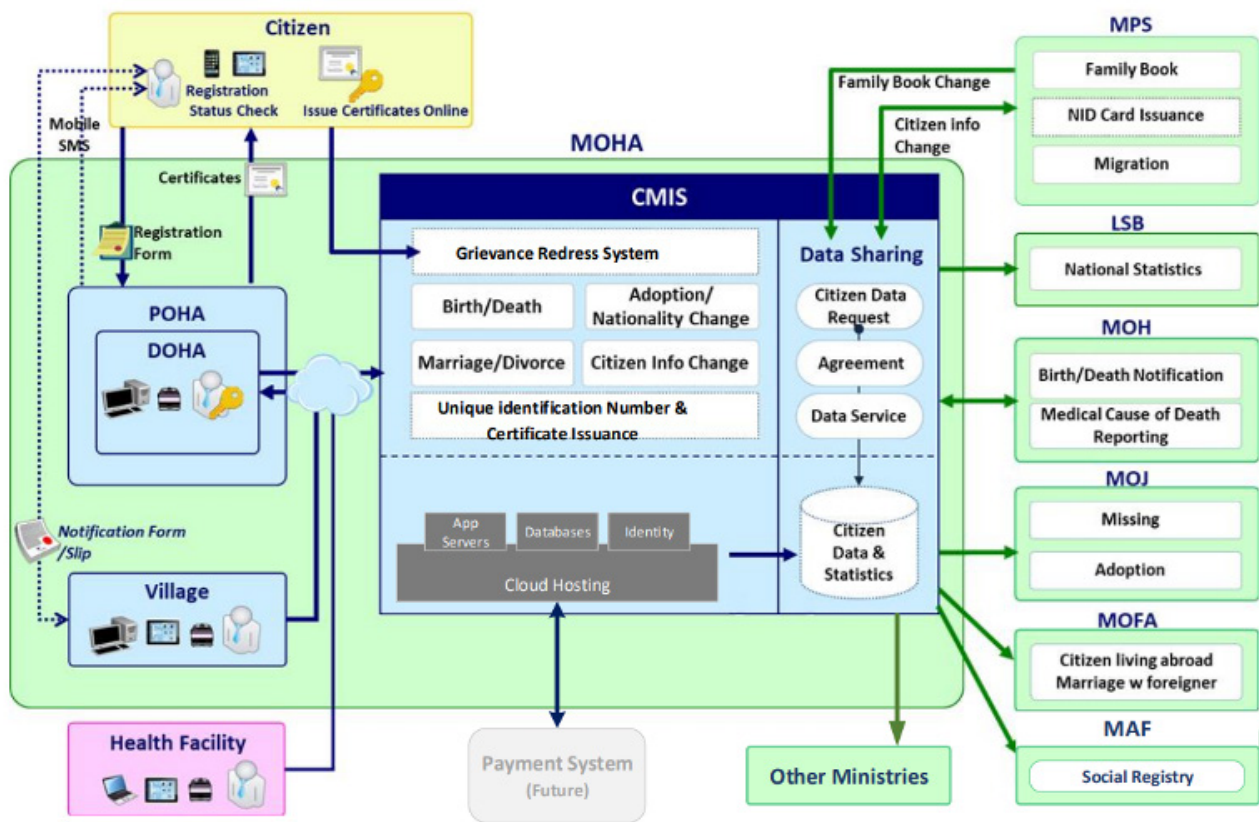 Citizen
Registration
Status Check
Issue Certificates Online
Mobile
SMS
Certificates
Registration
Form
MOHA
POHA
DOHA
Notification Form
/Slip
Village
Health Facility
CMIS
Grievance Redress System
Birth/Death
Adoption/
Nationality Change
Marriage/Divorce
Citizen Info Change
Unique identification Number &
Certificate Issuance
App
Servers
Databases
Identity
Cloud Hosting
Data Sharing
Citizen Data
Request
Agreement
Data Service
Citizen
Data &
Statistics
Payment System
(Future)
Other Ministries
Family Book Change
Citizen info
Change
MPS
Family Book
NID Card Issuance
Migration
LSB
National Statistics
MOH
Birth/Death Notification
Medical Cause of Death
Reporting
MOJ
Missing
Adoption
MOFA
Citizen living abroad
Marriage w foreigner
MAF
Social Registry